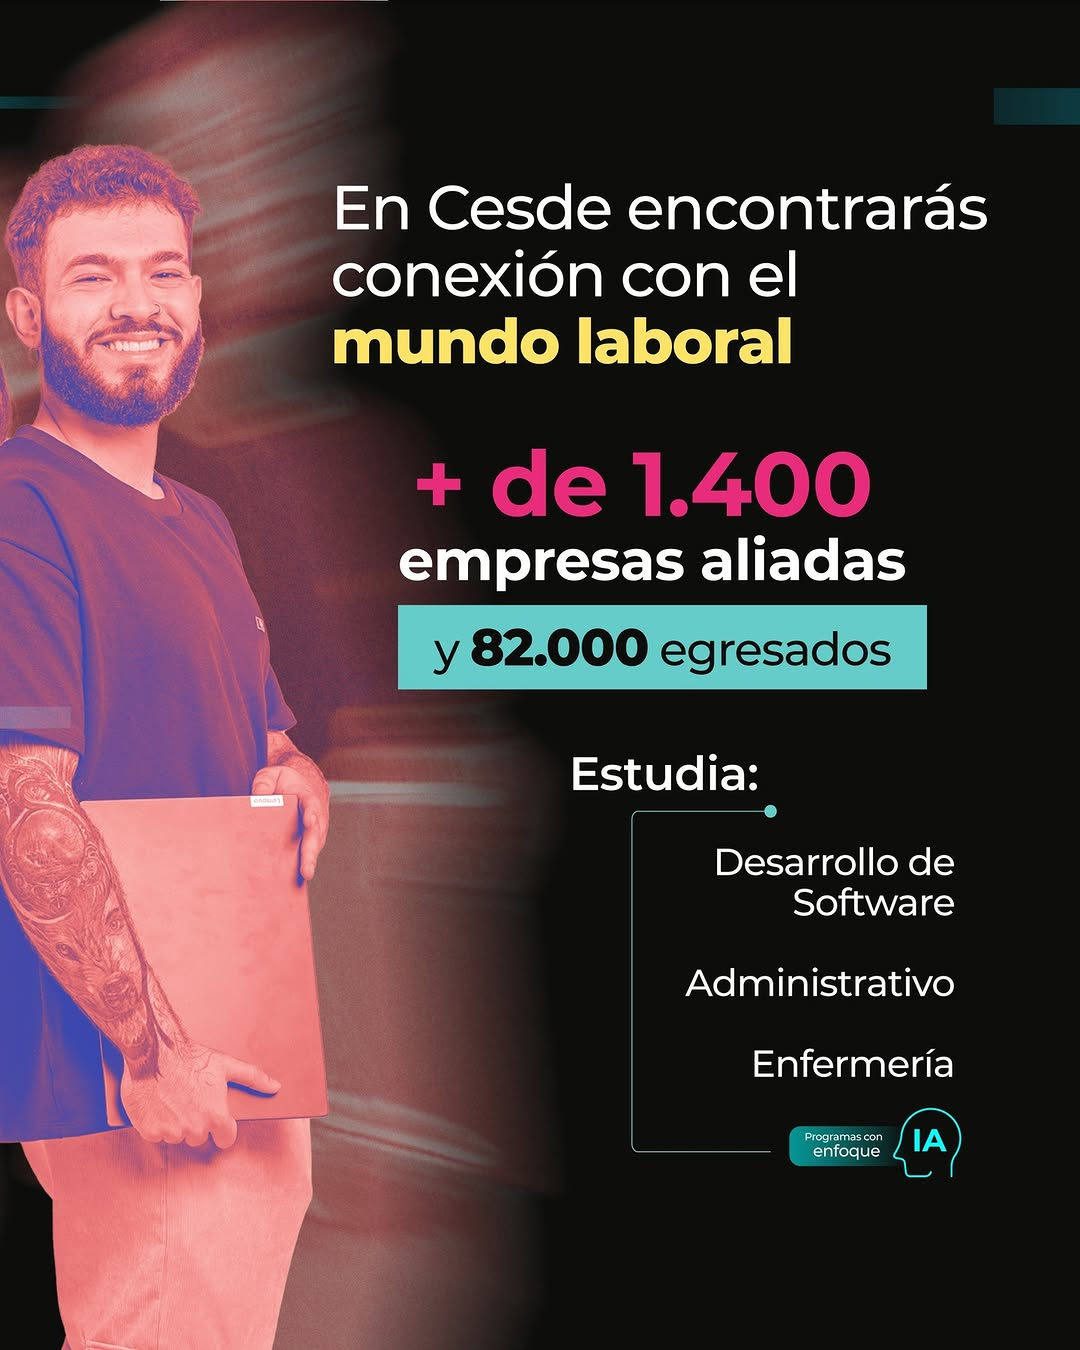 En Cesde encontrarás
conexión con el
mundo laboral
+ de 1.400
empresas aliadas
y 82.000 egresados
Estudia:
Desarrollo de
Software
Administrativo
Enfermería
Programas con
enfoque
IA
Lenovo